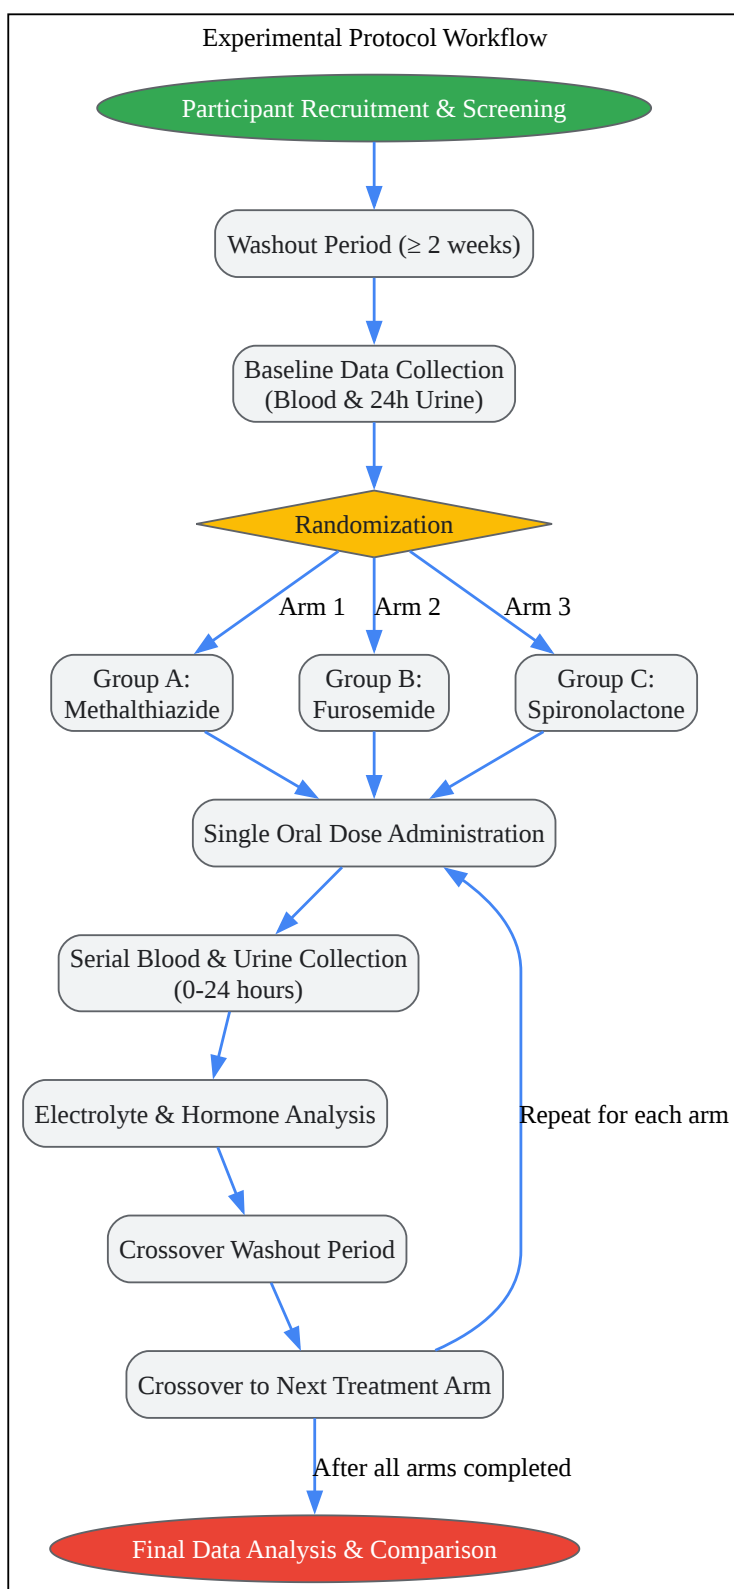 Experimental Protocol Workflow
Participant Recruitment & Screening
Washout Period (≥ 2 weeks)
Baseline Data Collection
(Blood & 24h Urine)
Randomization
Arm 1
Arm 2
Arm 3
Group A:
Methalthiazide
Group B:
Furosemide
Group C:
Spironolactone
Single Oral Dose Administration
Serial Blood & Urine Collection
(0-24 hours)
Electrolyte & Hormone Analysis
Repeat for each arm
Crossover Washout Period
Crossover to Next Treatment Arm
After all arms completed
Final Data Analysis & Comparison